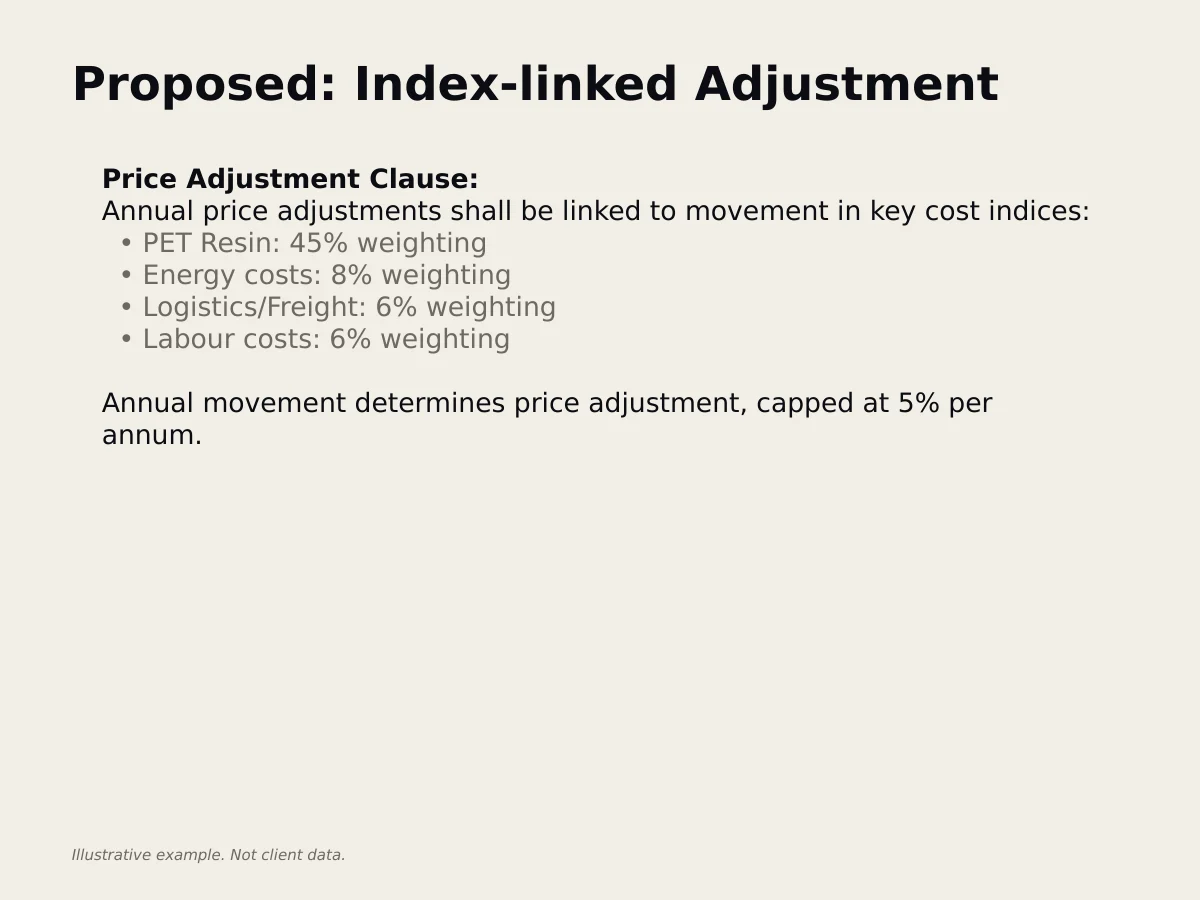 Proposed: Index-linked Adjustment
Price Adjustment Clause:
Annual price adjustments shall be linked to movement in key cost indices:
• PET Resin: 45% weighting
• Energy costs: 8% weighting
• Logistics/Freight: 6% weighting
• Labour costs: 6% weighting
Annual movement determines price adjustment, capped at 5% per
annum.
Illustrative example. Not client data.